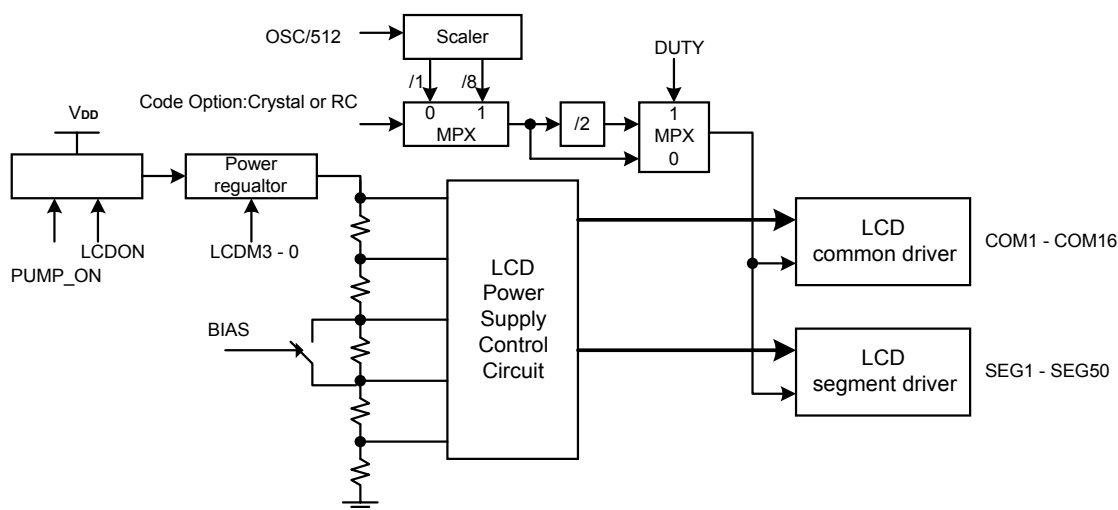 OSC/512
Scaler
DUTY
/1
/8
Code Option:Crystal or RC
0
1
MPX
/2
1
MPX
0
VDD
Power
regualtor
LCDON
LCDM3 - 0
PUMP_ON
BIAS
LCD
Power
Supply
Control
Circuit
LCD
common driver
COM1 - COM16
LCD
segment driver
SEG1 - SEG50